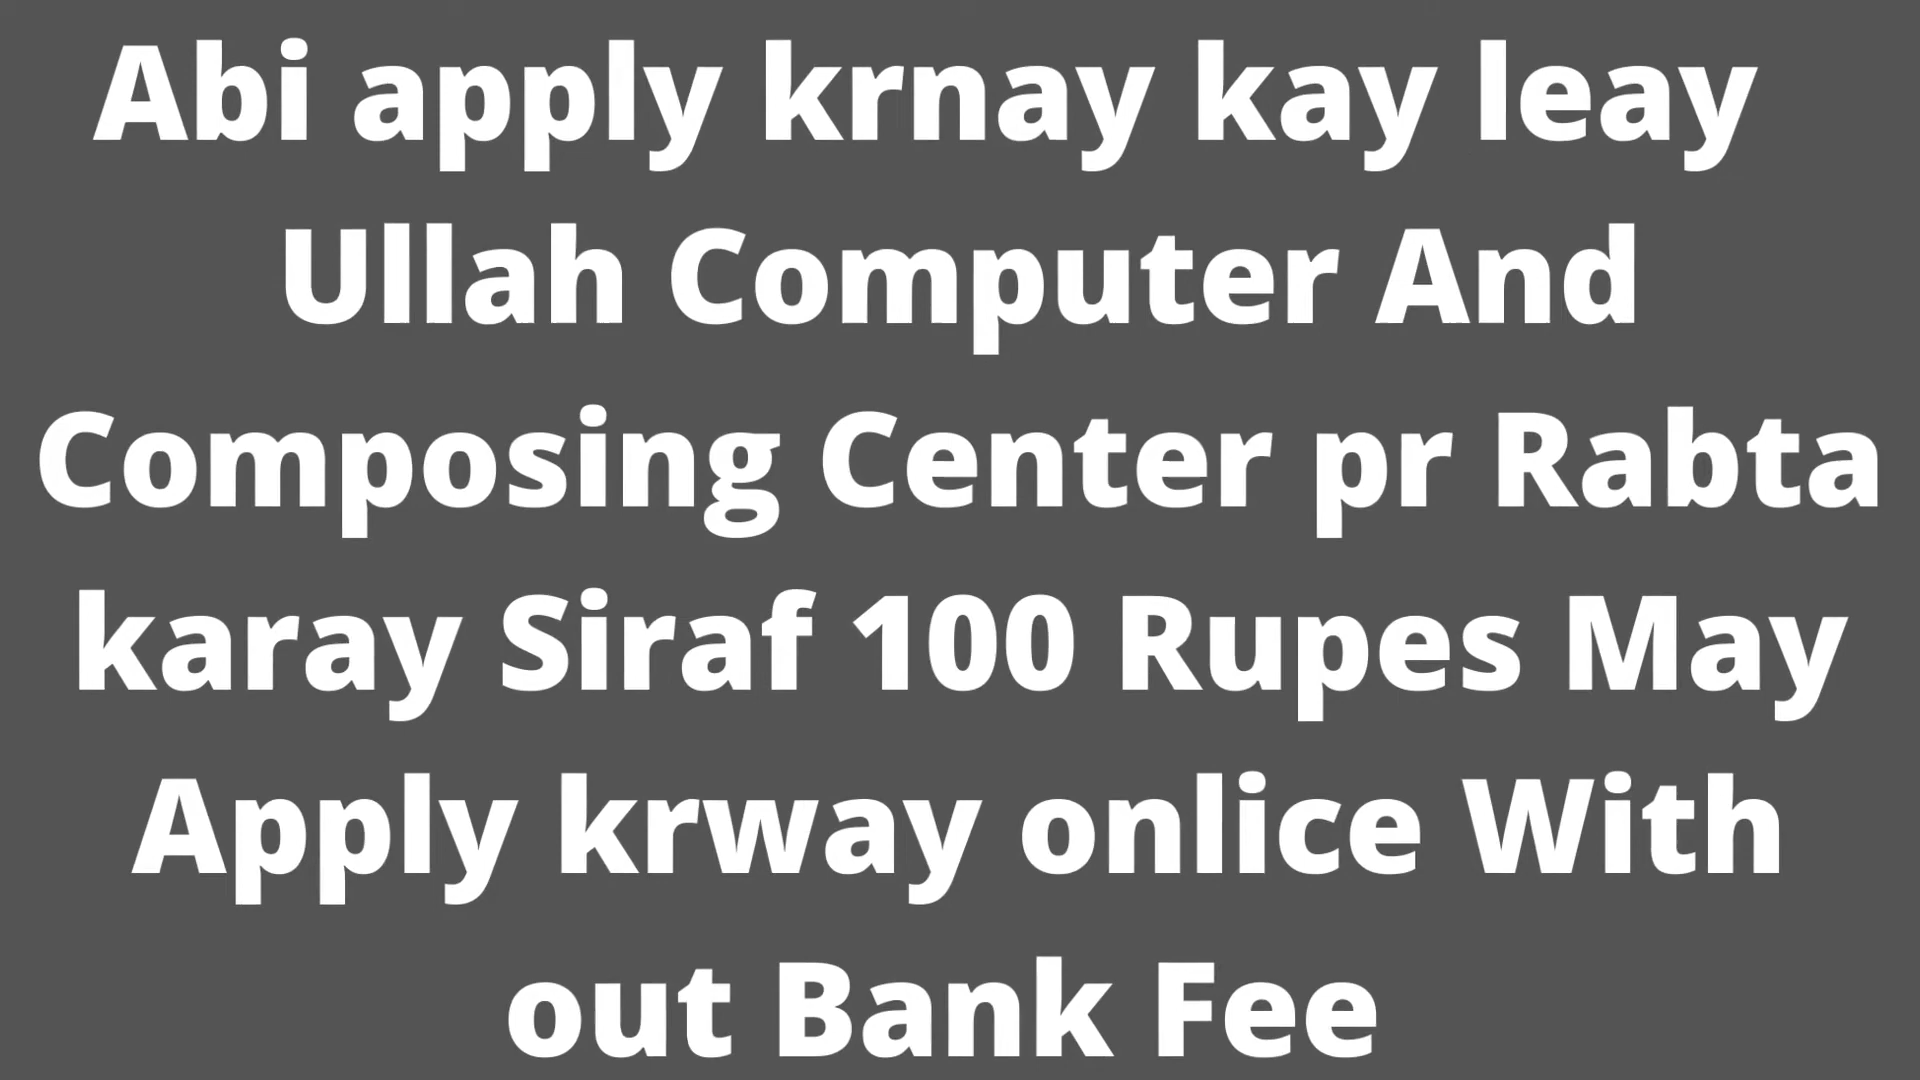 Abi apply krnay kay leay
Ullah Computer And
Composing Center pr Rabta
karay Siraf 100 Rupes May
Apply krway onlice With
out Bank Fee